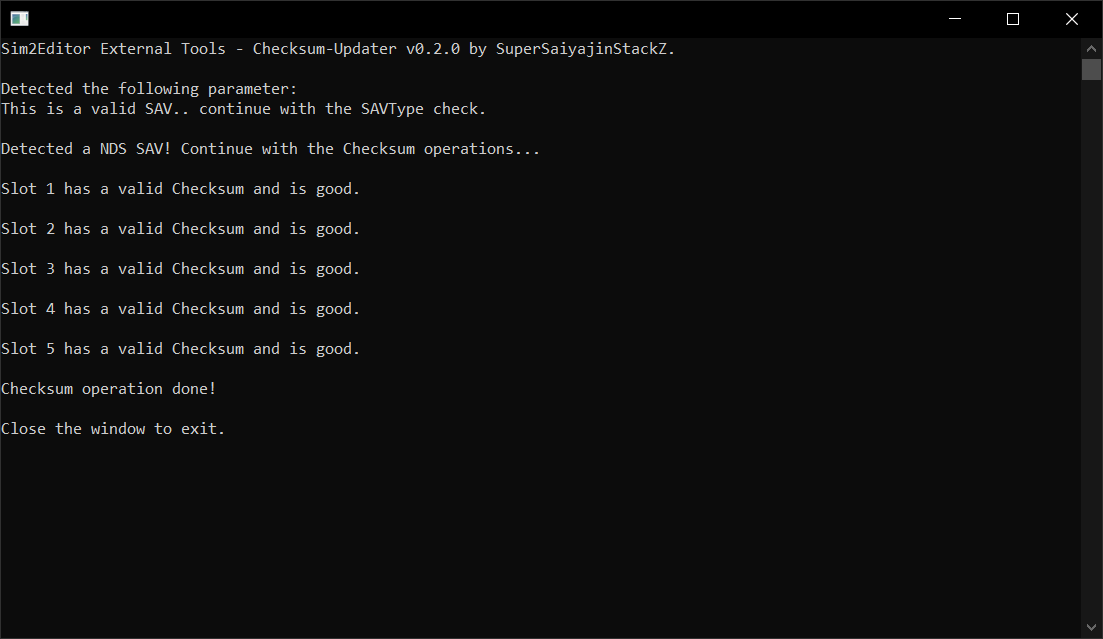 Sim2Editor External Tools - Checksum-Updater v0.2.0 by SuperSaiyajinStackZ.
Detected the following parameter:
This is a valid SAV.. continue with the SAVType check.
Detected a NDS SAV! Continue with the Checksum operations...
Slot 1 has a valid Checksum and is good.
Slot 2 has a valid Checksum and is good.
Slot 3 has a valid Checksum and is good.
Slot 4 has a valid Checksum and is good.
Slot 5 has a valid Checksum and is good.
Checksum operation done!
Close the window to exit.